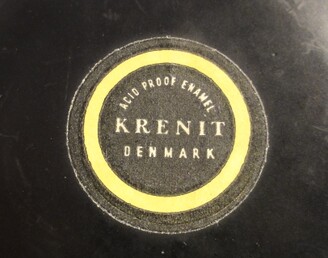 ACID PROOF ENAMEL
KRENIT
DENMARK